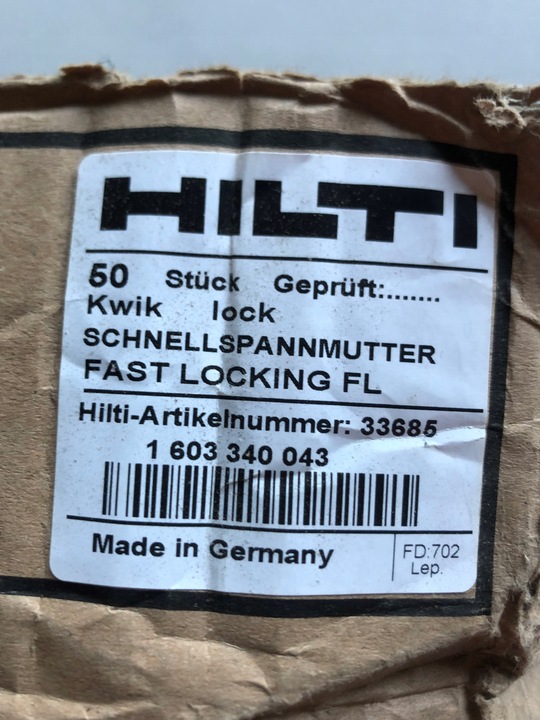 HILTI
50 Stück Geprüft:........
Kwik lock
SCHNELLSPANNMUTTER
FAST LOCKING FL
Hilti-Artikelnummer: 33685
1 603 340 043
Made in Germany
FD:702
Lep.